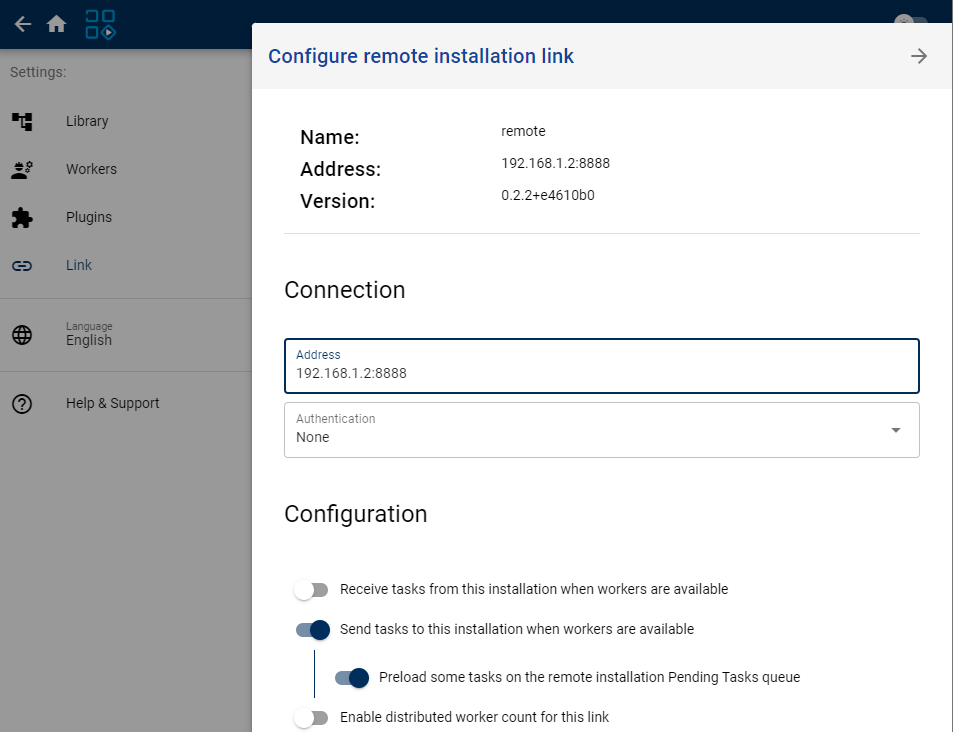 Configure remote installation link
Settings:
Library
Workers
Plugins
Link
Language
English
Help & Support
Name: remote
Address: 192.168.1.2:8888
Version: 0.2.2+e4610b0
Connection
Address
192.168.1.2:8888
Authentication
None
Configuration
Receive tasks from this installation when workers are available
Send tasks to this installation when workers are available
Preload some tasks on the remote installation Pending Tasks queue
Enable distributed worker count for this link